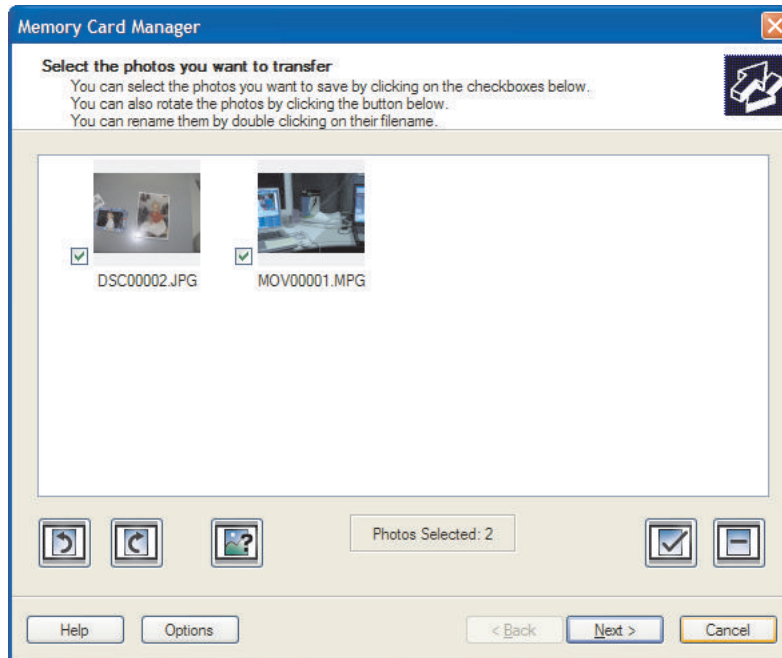 Memory Card Manager
Select the photos you want to transfer
You can select the photos you want to save by clicking on the checkboxes below.
You can also rotate the photos by clicking the button below.
You can rename them by double clicking on their filename.
DSC00002.JPG MOV00001.MPG
?
Photos Selected: 2
Help Options < Back Next > Cancel